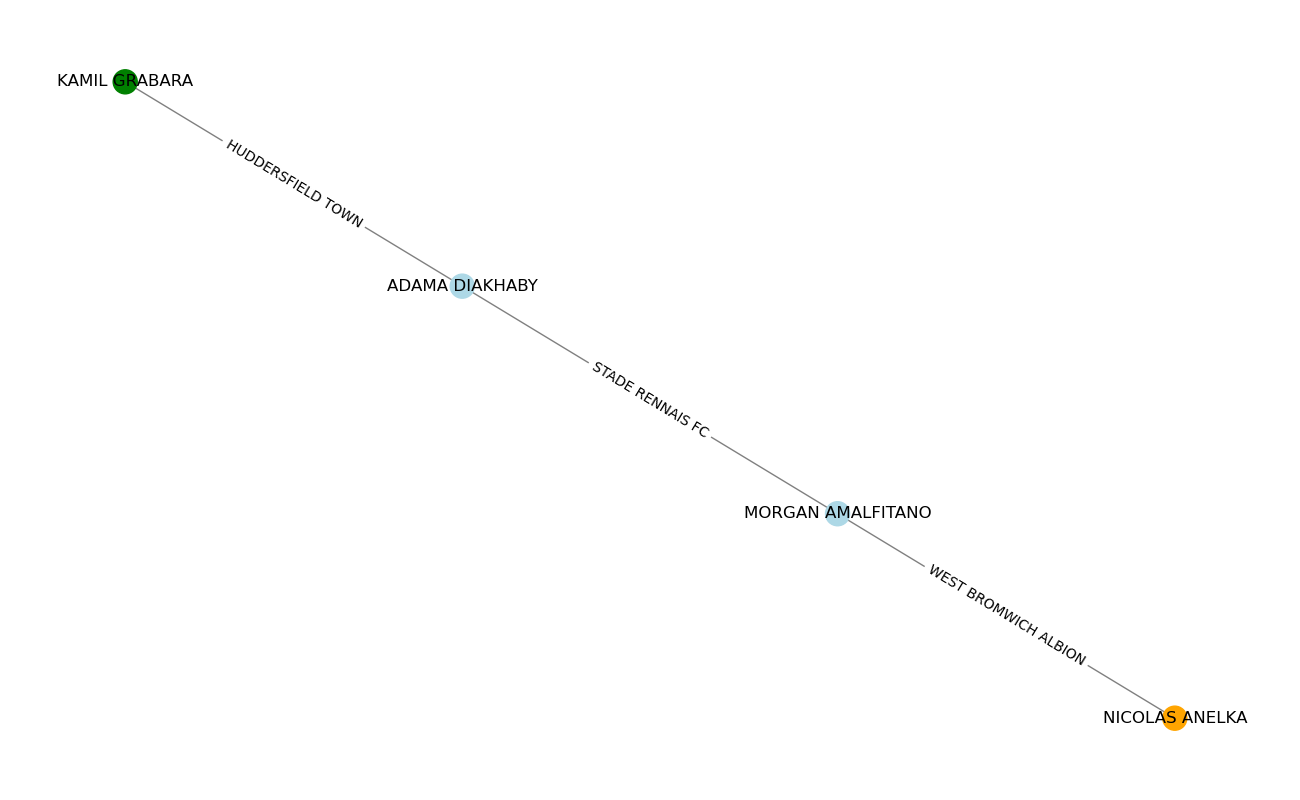 KAMIL GRABARA
HUDDERSFIELD TOWN
ADAMA DIAKHABY
STADE RENNAIS FC
MORGAN AMALFITANO
WEST BROMWICH ALBION
NICOLAS ANELKA